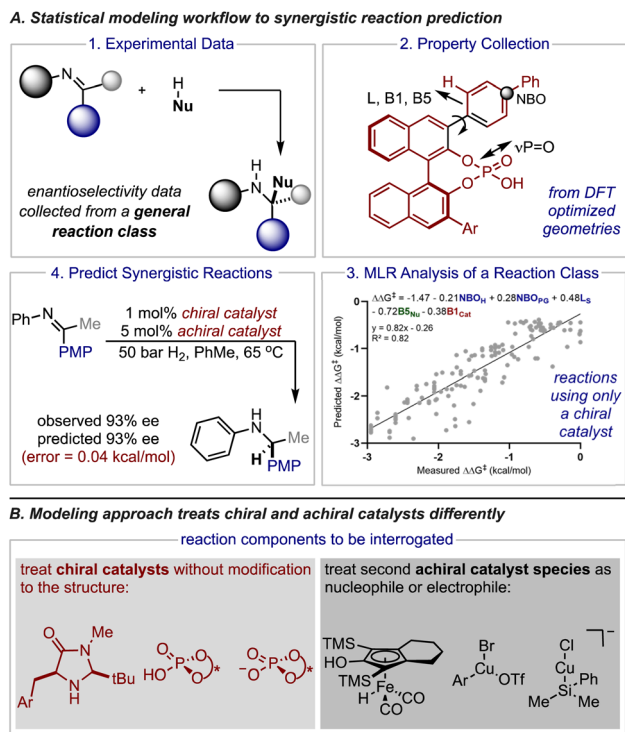 A. Statistical modeling workflow to synergistic reaction prediction
1. Experimental Data
N
+
H
Nu
H
N
Nu
enantioselectivity data
collected from a general
reaction class
2. Property Collection
H
Ph
NBO
L, B1, B5
νP=O
O
O
P
OH
O
Ar
from DFT
optimized
geometries
4. Predict Synergistic Reactions
Ph
N
Me
PMP
1 mol% chiral catalyst
5 mol% achiral catalyst
50 bar H2, PhMe, 65 °C
observed 93% ee
predicted 93% ee
(error = 0.04 kcal/mol)
H
N
Me
H
PMP
3. MLR Analysis of a Reaction Class
ΔΔG‡ = -1.47 - 0.21NBOH + 0.28NBOPG + 0.48LS
- 0.72B5Nu - 0.38B1Cat
y = 0.82x - 0.26
R² = 0.82
reactions
using only
a chiral
catalyst
Predicted ΔΔG‡ (kcal/mol)
0
-1
-2
-3
-3
-2
-1
0
Measured ΔΔG‡ (kcal/mol)
B. Modeling approach treats chiral and achiral catalysts differently
reaction components to be interrogated
treat chiral catalysts without modification
to the structure:
O
Me
N
N
H
tBu
Ar
O
O
P
HO
O
*
O
O
P
−O
O
*
treat second achiral catalyst species as
nucleophile or electrophile:
TMS
HO
TMS
Fe
H
CO
CO
Br
Cu
Ar
OTf
Cl
Cu
Ph
Si
Me
Me
−